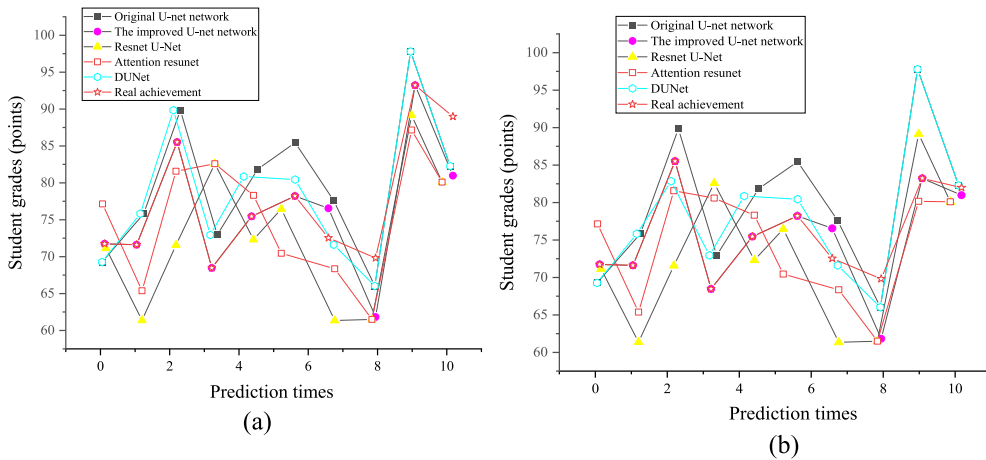 Original U-net network
The improved U-net network
Resnet U-Net
Attention resunet
DUNet
Real achievement
Student grades (points)
100
95
90
85
80
75
70
65
60
0
2
4
6
8
10
Prediction times
(a)
Original U-net network
The improved U-net network
Resnet U-Net
Attention resunet
DUNet
Real achievement
Student grades (points)
100
95
90
85
80
75
70
65
60
0
2
4
6
8
10
Prediction times
(b)